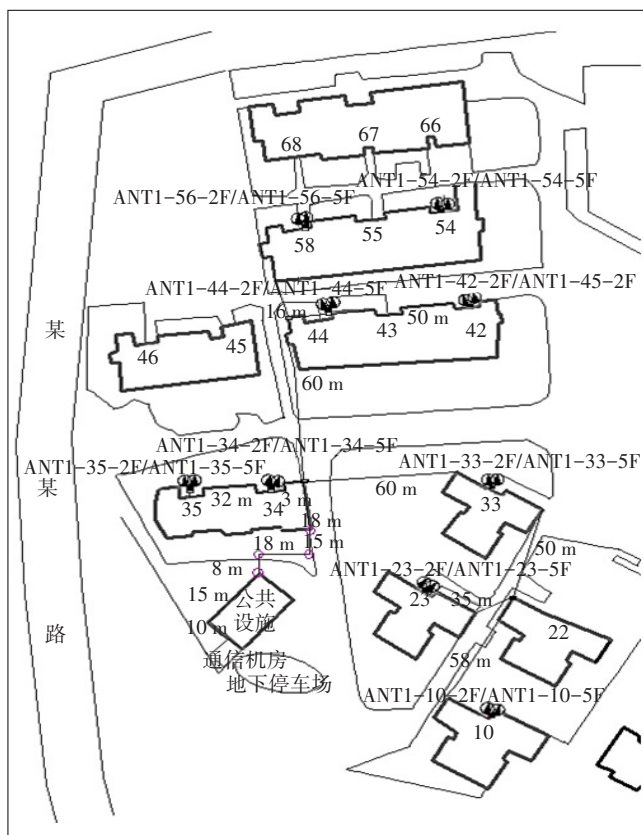 66
67
68
ANT1-54-2F/ANT1-54-5F
ANT1-56-2F/ANT1-56-5F
58
55
54
ANT1-44-2F/ANT1-44-5F
ANT1-42-2F/ANT1-45-2F
16 m
50 m
44
43
42
某
46
45
60 m
ANT1-34-2F/ANT1-34-5F
ANT1-35-2F/ANT1-35-5F
ANT1-33-2F/ANT1-33-5F
某
60 m
32 m
3 m
35
34
33
18 m
18 m
15 m
50 m
8 m
ANT1-23-2F/ANT1-23-5F
15 m
公共
设施
23
35 m
22
10 m
路
通信机房
58 m
地下停车场
ANT1-10-2F/ANT1-10-5F
10